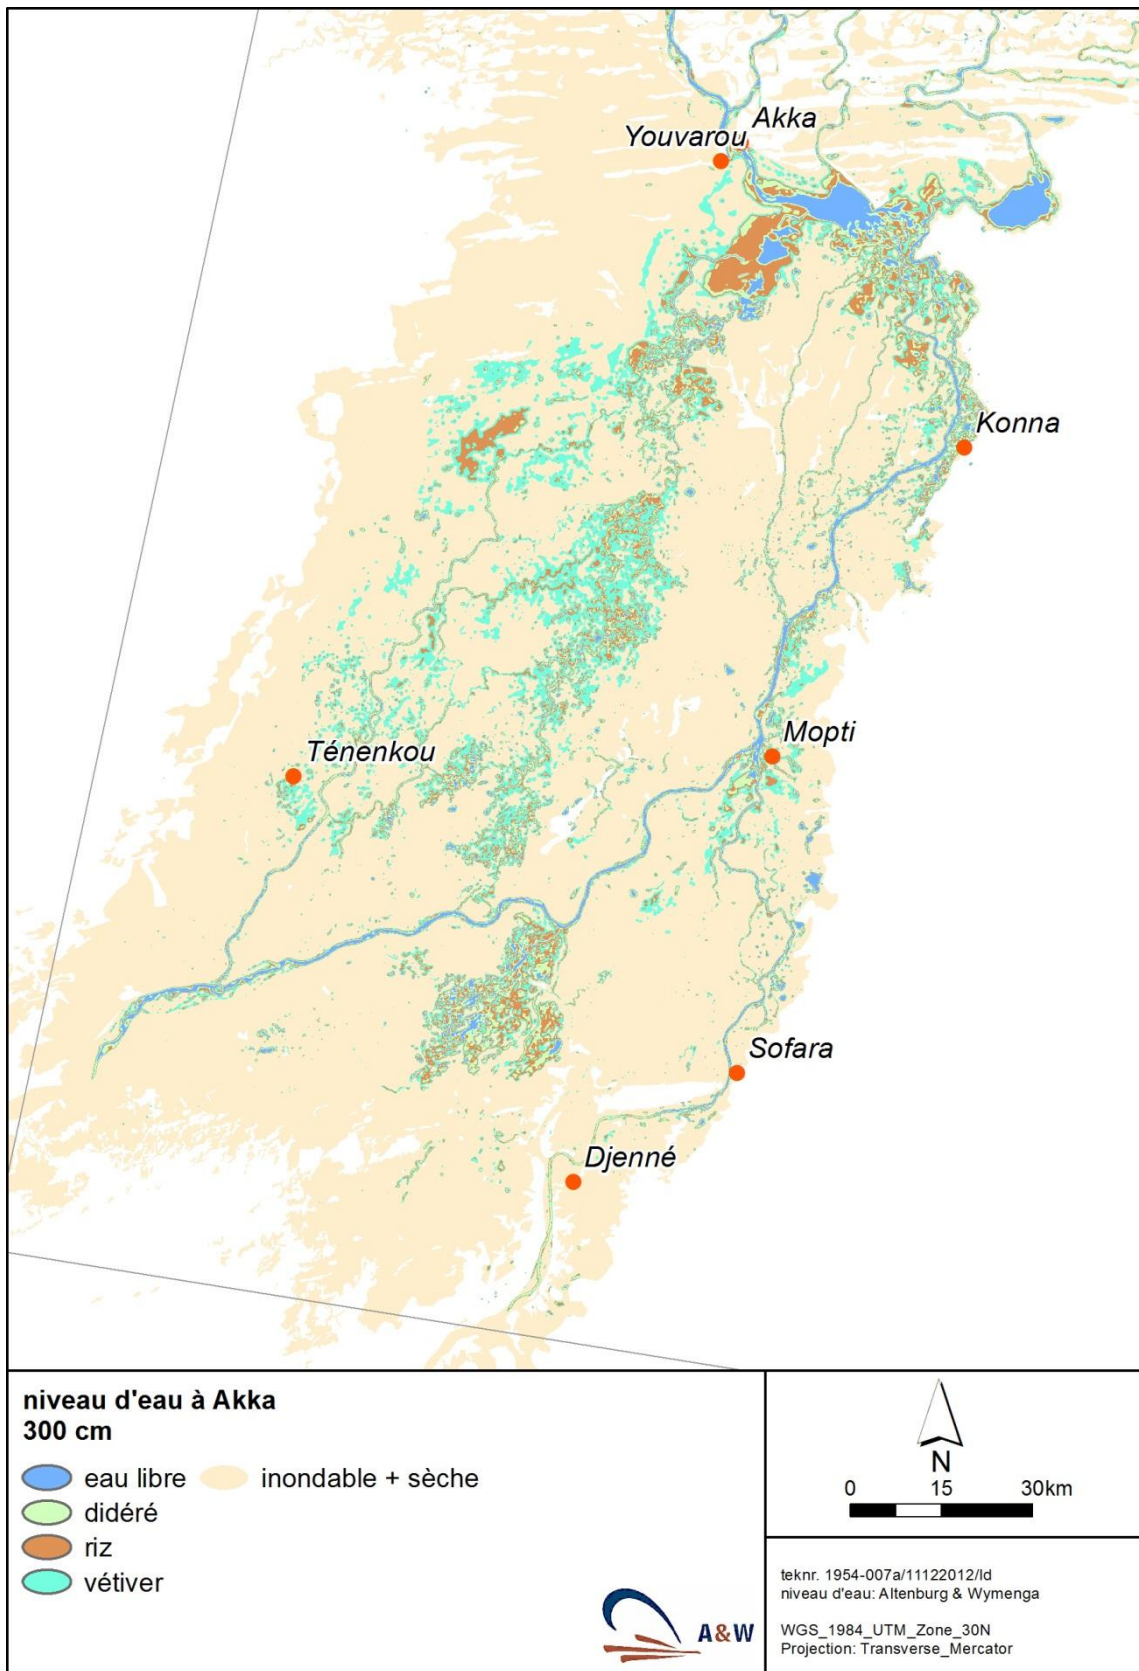 Akka
Youvarou
Konna
Mopti
Ténenkou
Sofara
Djenné
niveau d'eau à Akka
300 cm
eau libre
inondable + sèche
didéré
riz
vétiver
A&W
N
0 15 30km
teknr. 1954-007a/11122012/ld
niveau d'eau: Altenburg & Wymenga
WGS_1984_UTM_Zone_30N
Projection: Transverse_Mercator